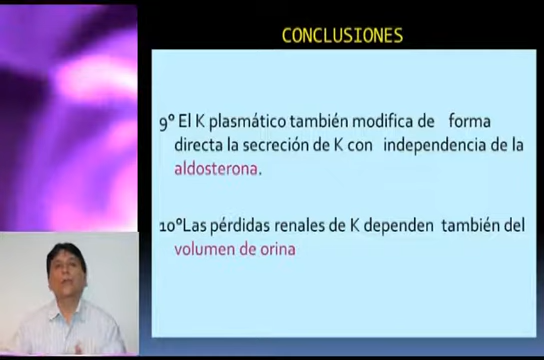 CONCLUSIONES
9º El K plasmático también modifica de forma
directa la secreción de K con independencia de la
aldosterona.
10ºLas pérdidas renales de K dependen también del
volumen de orina